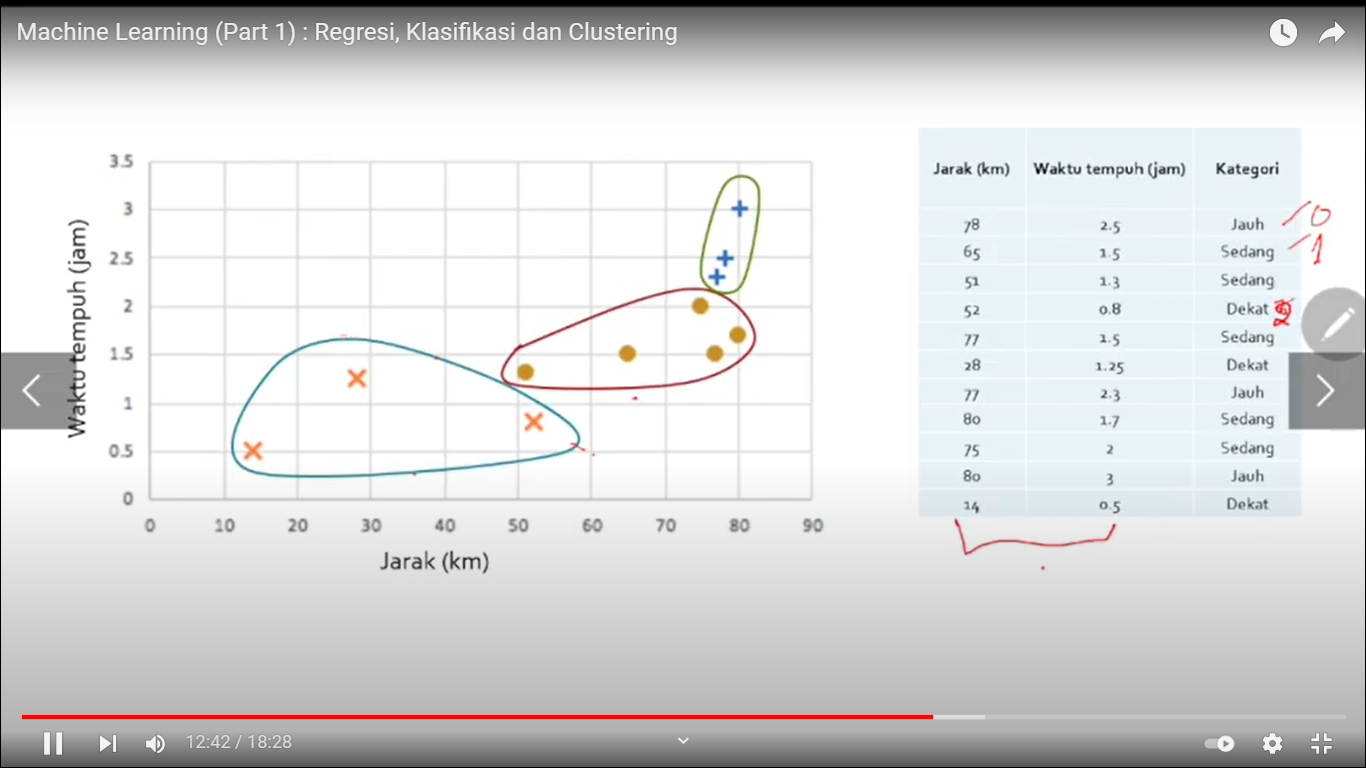 Machine Learning (Part 1) : Regresi, Klasifikasi dan Clustering
3.5
3
2.5
2
1.5
1
0.5
0
Waktu tempuh (jam)
0 10 20 30 40 50 60 70 80 90
Jarak (km)
Jarak (km) Waktu tempuh (jam) Kategori
78 2.5 Jauh 0
65 1.5 Sedang 1
51 1.3 Sedang
52 0.8 Dekat 2
77 1.5 Sedang
28 1.25 Dekat
77 2.3 Jauh
80 1.7 Sedang
75 2 Sedang
80 3 Jauh
14 0.5 Dekat
12:42 / 18:28